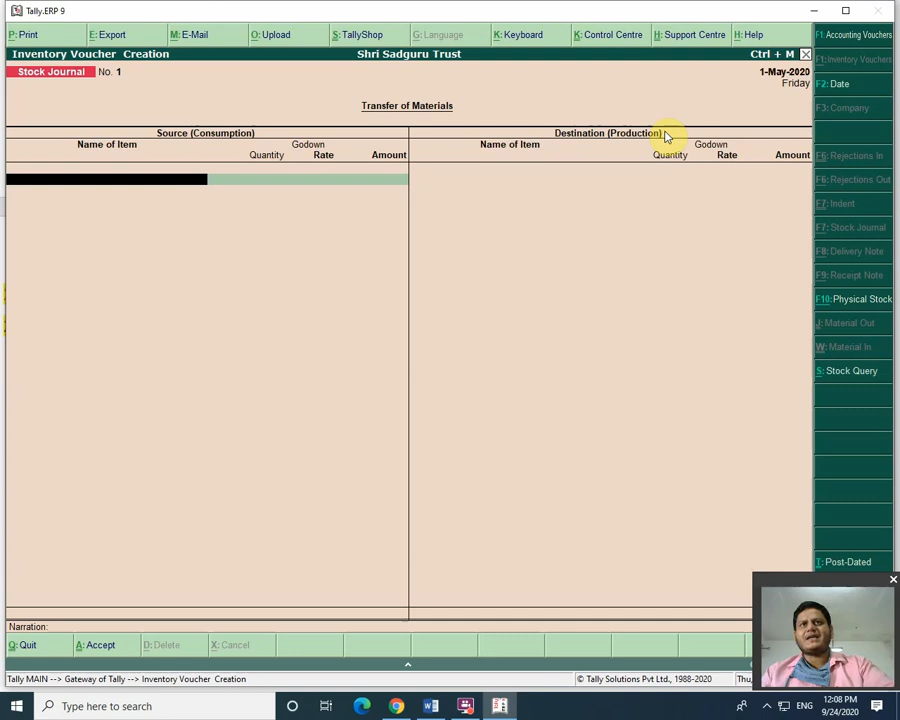 Tally.ERP 9
P: Print
E: Export
M: E-Mail
O: Upload
S: TallyShop
G: Language
K: Keyboard
K: Control Centre
H: Support Centre
H: Help
Inventory Voucher Creation
Shri Sadguru Trust
Ctrl + M
Stock Journal No. 1
1-May-2020
Friday
Transfer of Materials
Source (Consumption)
Destination (Production)
Name of Item
Godown
Quantity Rate Amount
Name of Item
Godown
Quantity Rate Amount
F1: Accounting Vouchers
F1: Inventory Vouchers
F2: Date
F3: Company
F6: Rejections In
F6: Rejections Out
F7: Indent
F7: Stock Journal
F8: Delivery Note
F9: Receipt Note
F10: Physical Stock
J: Material Out
W: Material In
S: Stock Query
T: Post-Dated
Narration:
Q: Quit
A: Accept
D: Delete
X: Cancel
Tally MAIN --> Gateway of Tally --> Inventory Voucher Creation
© Tally Solutions Pvt Ltd., 1988-2020
Thu,
Type here to search
ENG
12:08 PM
9/24/2020